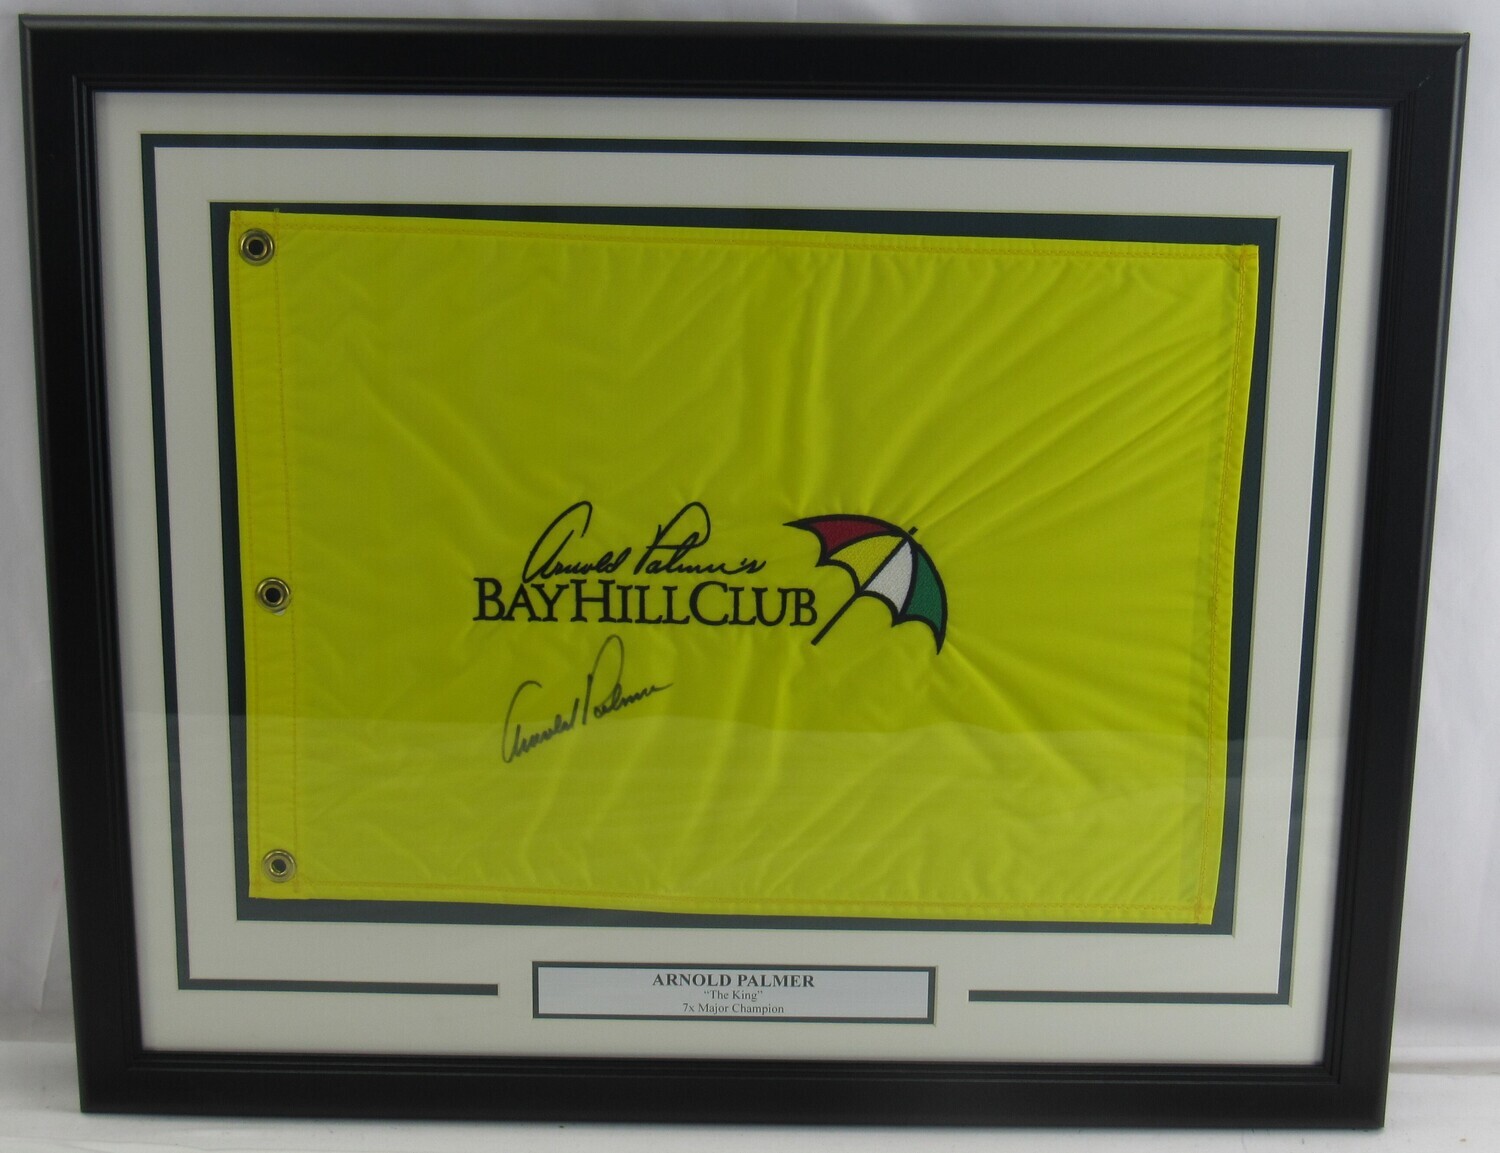 Arnold Palmer's
BAY HILL CLUB
Arnold Palmer
ARNOLD PALMER
“The King”
7x Major Champion